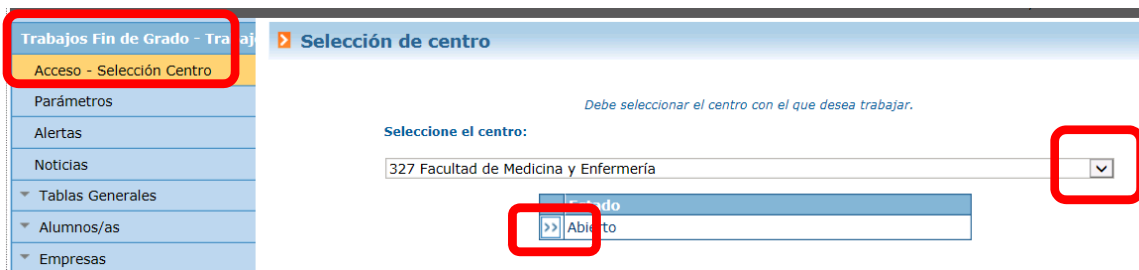 Trabajos Fin de Grado - Trabaj
Acceso - Selección Centro
Parámetros
Alertas
Noticias
Tablas Generales
Alumnos/as
Empresas
Selección de centro
Debe seleccionar el centro con el que desea trabajar.
Seleccione el centro:
327 Facultad de Medicina y Enfermería
Estado
>> Abierto